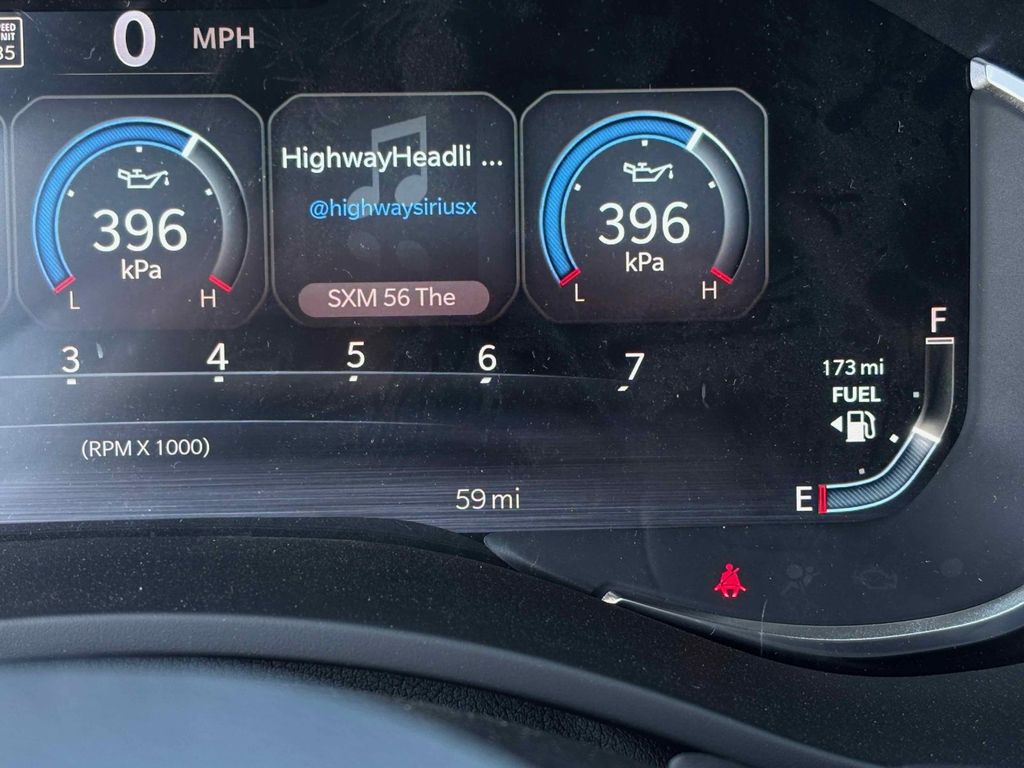 0 MPH
85
HighwayHeadli ...
@highwaysiriusx
SXM 56 The
396
kPa
L H
396
kPa
L H
3 4 5 6 7
(RPM X 1000)
59 mi
173 mi
FUEL
F
E